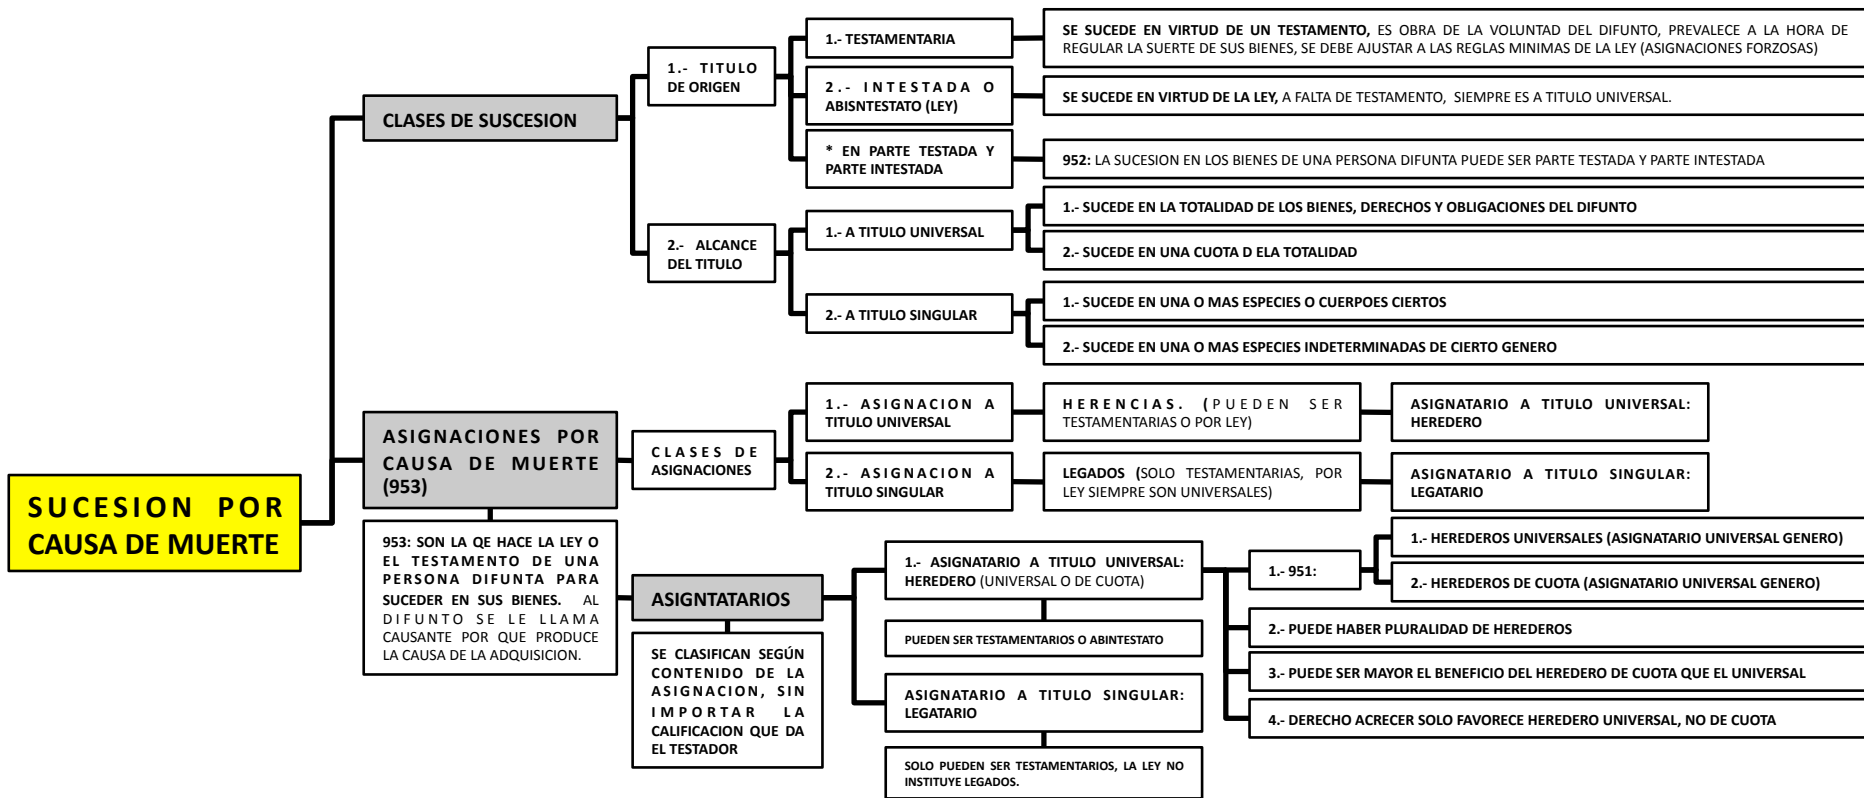 SUCESION POR
CAUSA DE MUERTE
CLASES DE SUSCESION
1.- TITULO
DE ORIGEN
1.- TESTAMENTARIA
SE SUCEDE EN VIRTUD DE UN TESTAMENTO, ES OBRA DE LA VOLUNTAD DEL DIFUNTO, PREVALECE A LA HORA DE
REGULAR LA SUERTE DE SUS BIENES, SE DEBE AJUSTAR A LAS REGLAS MINIMAS DE LA LEY (ASIGNACIONES FORZOSAS)
2.- INTESTADA O
ABISNTESTATO (LEY)
SE SUCEDE EN VIRTUD DE LA LEY, A FALTA DE TESTAMENTO, SIEMPRE ES A TITULO UNIVERSAL.
* EN PARTE TESTADA Y
PARTE INTESTADA
952: LA SUCESION EN LOS BIENES DE UNA PERSONA DIFUNTA PUEDE SER PARTE TESTADA Y PARTE INTESTADA
2.- ALCANCE
DEL TITULO
1.- A TITULO UNIVERSAL
1.- SUCEDE EN LA TOTALIDAD DE LOS BIENES, DERECHOS Y OBLIGACIONES DEL DIFUNTO
2.- SUCEDE EN UNA CUOTA D ELA TOTALIDAD
2.- A TITULO SINGULAR
1.- SUCEDE EN UNA O MAS ESPECIES O CUERPOES CIERTOS
2.- SUCEDE EN UNA O MAS ESPECIES INDETERMINADAS DE CIERTO GENERO
ASIGNACIONES POR
CAUSA DE MUERTE
(953)
CLASES DE
ASIGNACIONES
1.- ASIGNACION A
TITULO UNIVERSAL
HERENCIAS. (PUEDEN SER
TESTAMENTARIAS O POR LEY)
ASIGNATARIO A TITULO UNIVERSAL:
HEREDERO
2.- ASIGNACION A
TITULO SINGULAR
LEGADOS (SOLO TESTAMENTARIAS, POR
LEY SIEMPRE SON UNIVERSALES)
ASIGNATARIO A TITULO SINGULAR:
LEGATARIO
953: SON LA QE HACE LA LEY O
EL TESTAMENTO DE UNA
PERSONA DIFUNTA PARA
SUCEDER EN SUS BIENES. AL
DIFUNTO SE LE LLAMA
CAUSANTE POR QUE PRODUCE
LA CAUSA DE LA ADQUISICION.
ASIGNTATARIOS
SE CLASIFICAN SEGÚN
CONTENIDO DE LA
ASIGNACION, SIN
IMPORTAR LA
CALIFICACION QUE DA
EL TESTADOR
1.- ASIGNATARIO A TITULO UNIVERSAL:
HEREDERO (UNIVERSAL O DE CUOTA)
PUEDEN SER TESTAMENTARIOS O ABINTESTATO
ASIGNATARIO A TITULO SINGULAR:
LEGATARIO
SOLO PUEDEN SER TESTAMENTARIOS, LA LEY NO
INSTITUYE LEGADOS.
1.- 951:
1.- HEREDEROS UNIVERSALES (ASIGNATARIO UNIVERSAL GENERO)
2.- HEREDEROS DE CUOTA (ASIGNATARIO UNIVERSAL GENERO)
2.- PUEDE HABER PLURALIDAD DE HEREDEROS
3.- PUEDE SER MAYOR EL BENEFICIO DEL HEREDERO DE CUOTA QUE EL UNIVERSAL
4.- DERECHO ACRECER SOLO FAVORECE HEREDERO UNIVERSAL, NO DE CUOTA